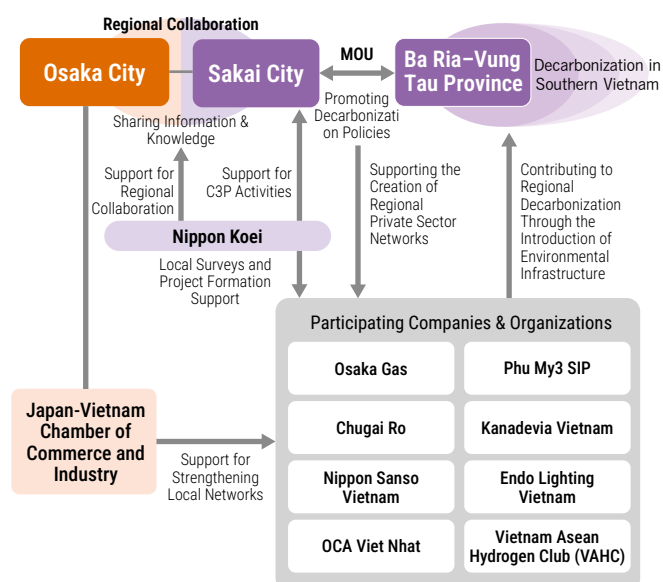 Regional Collaboration
Osaka City
Sakai City
MOU
Ba Ria–Vung
Tau Province
Decarbonization in
Southern Vietnam
Sharing Information &
Knowledge
Promoting
Decarbonizati
on Policies
Support for
Regional
Collaboration
Support for
C3P Activities
Supporting the
Creation of
Regional
Private Sector
Networks
Contributing to
Regional
Decarbonization
Through the
Introduction of
Environmental
Infrastructure
Nippon Koei
Local Surveys and
Project Formation
Support
Participating Companies & Organizations
Osaka Gas
Phu My3 SIP
Chugai Ro
Kanadevia Vietnam
Nippon Sanso
Vietnam
Endo Lighting
Vietnam
OCA Viet Nhat
Vietnam Asean
Hydrogen Club (VAHC)
Japan-Vietnam
Chamber of
Commerce and
Industry
Support for
Strengthening
Local Networks